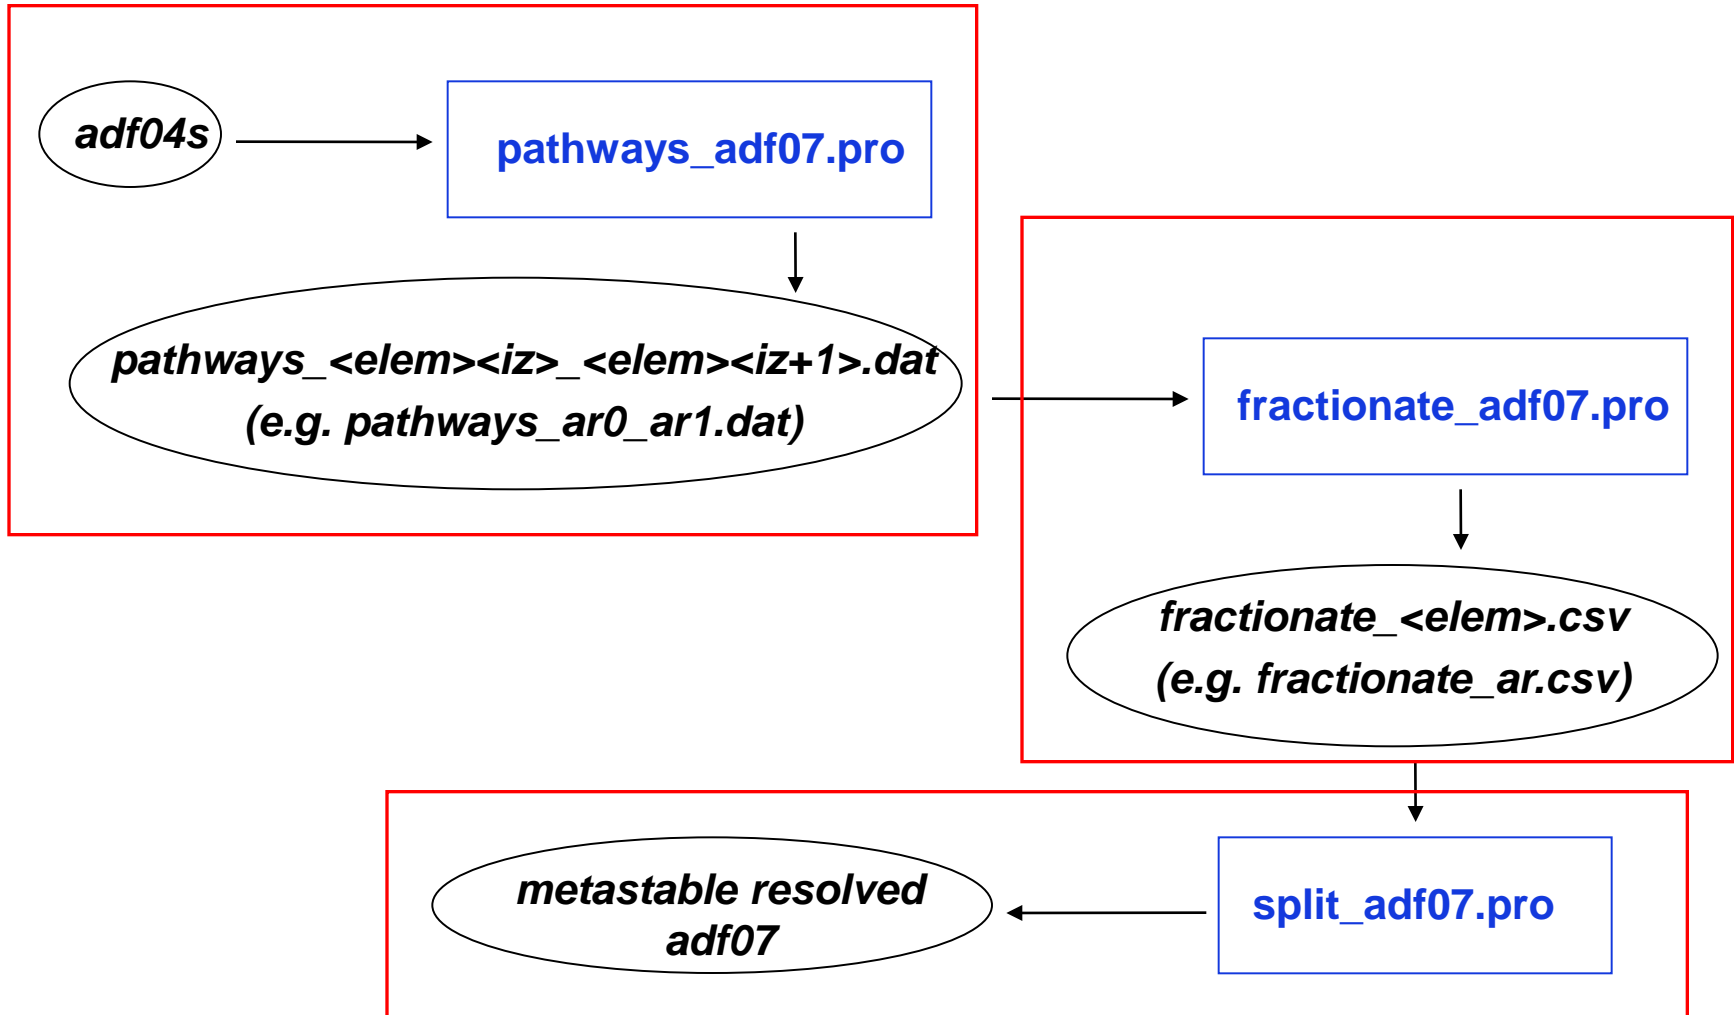 adf04s
pathways_adf07.pro
pathways_<elem><iz>_<elem><iz+1>.dat
(e.g. pathways_ar0_ar1.dat)
fractionate_adf07.pro
fractionate_<elem>.csv
(e.g. fractionate_ar.csv)
split_adf07.pro
metastable resolved
adf07